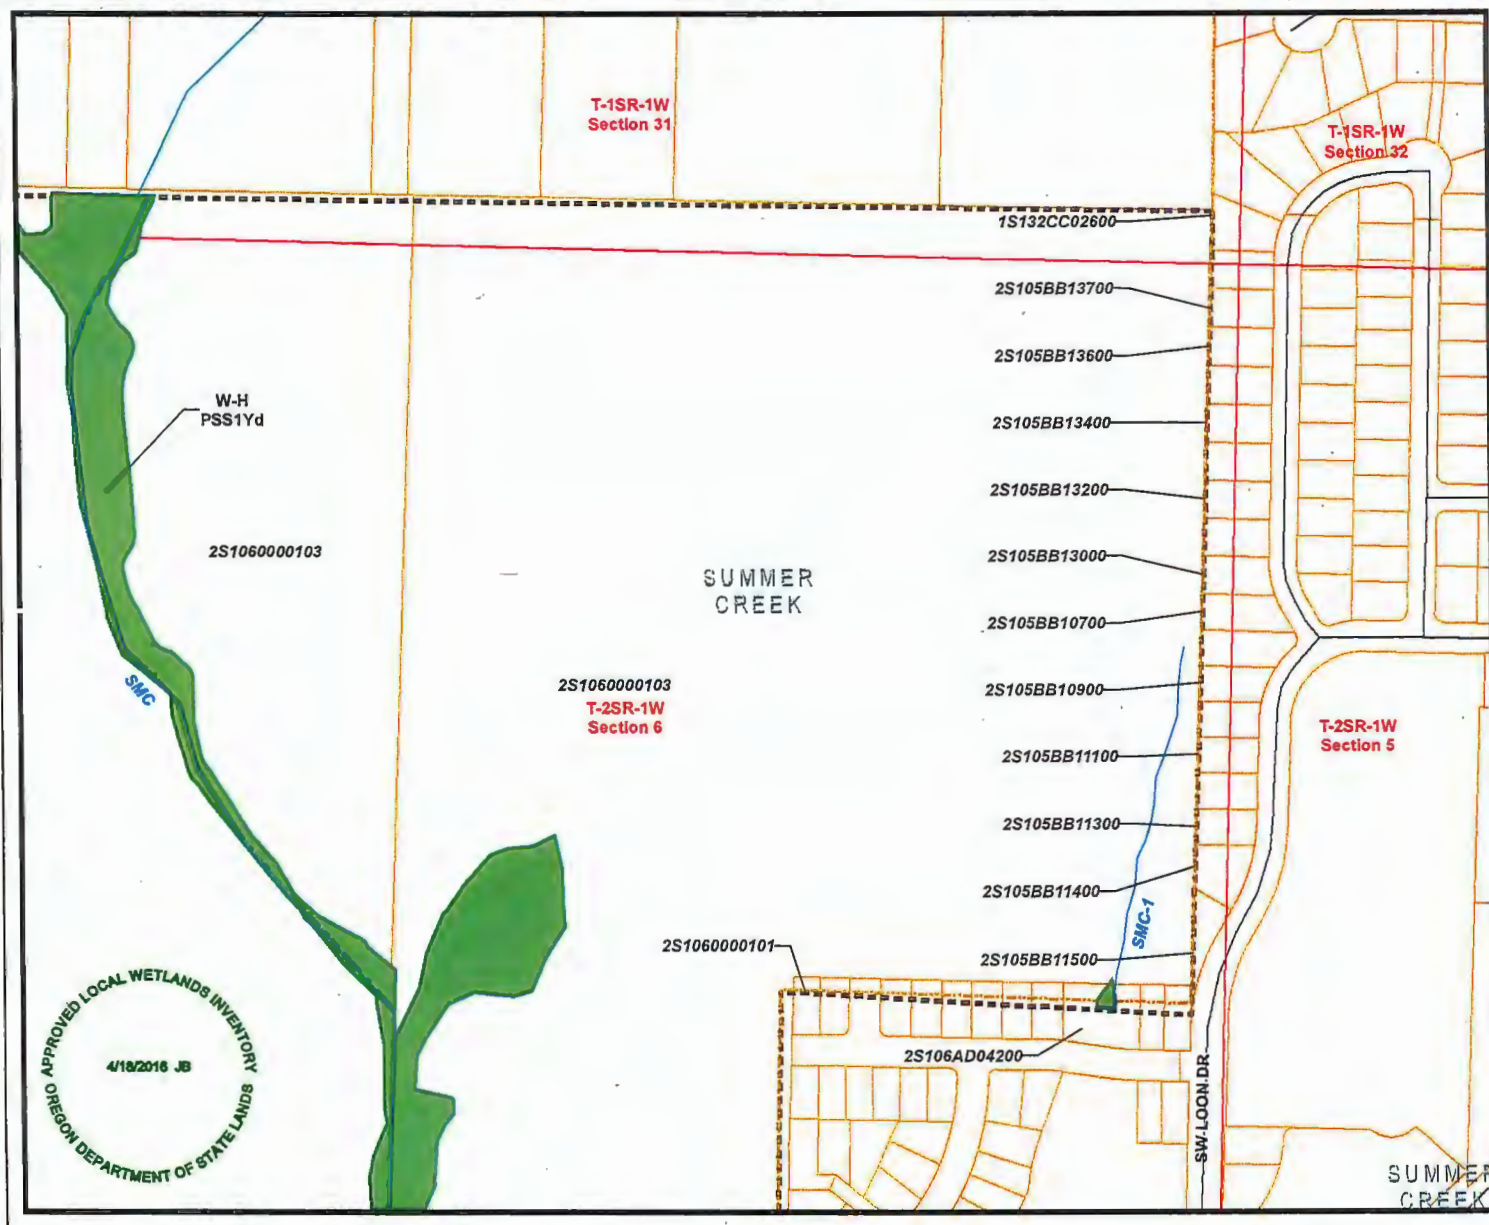 T-1SR-1W
Section 31
T-1SR-1W
Section 32
1S132CC02600
2S105BB13700
2S105BB13600
W-H
PSS1Yd
2S105BB13400
2S105BB13200
2S1060000103
2S105BB13000
SUMMER
CREEK
2S105BB10700
SMC
2S1060000103
T-2SR-1W
Section 6
2S105BB10900
T-2SR-1W
Section 5
2S105BB11100
2S105BB11300
2S105BB11400
SMC-1
2S1060000101
2S105BB11500
APPROVED LOCAL WETLANDS INVENTORY
4/18/2016 JB
OREGON DEPARTMENT OF STATE LANDS
2S106AD04200
SW LOON DR
SUMMER
CREEK